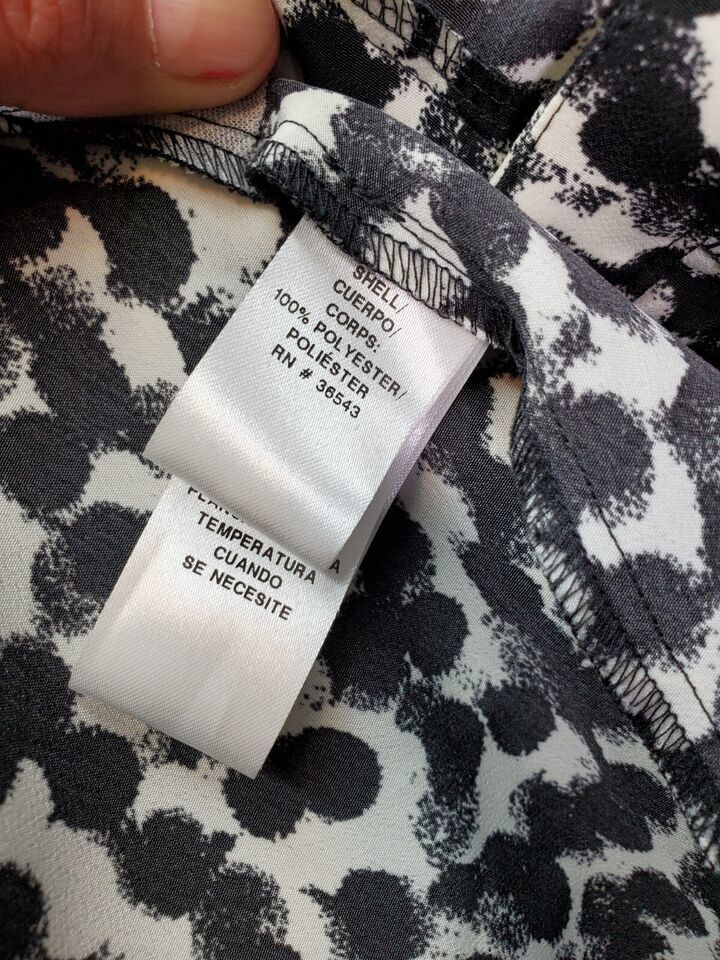 SHELL/
CUERPO/
CORPS:
100% POLYESTER/
POLIÉSTER
RN # 36543
TEMPERATURA A
CUANDO
SE NECESITE